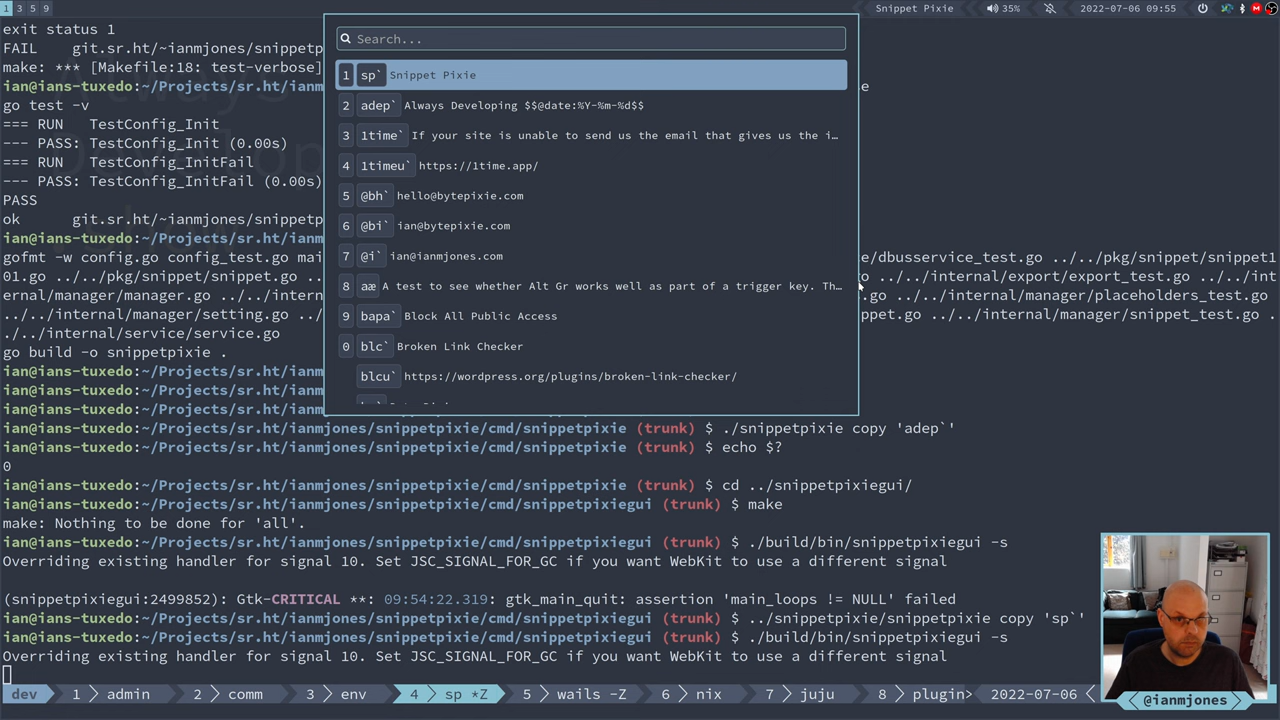 1 3 5 9
Snippet Pixie 35% 2022-07-06 09:55
exit status 1
FAIL git.sr.ht/~ianmjones/snippetp
make: *** [Makefile:18: test-verbose]
ian@ians-tuxedo:~/Projects/sr.ht/ianm
go test -v
=== RUN TestConfig_Init
--- PASS: TestConfig_Init (0.00s)
=== RUN TestConfig_InitFail
--- PASS: TestConfig_InitFail (0.00s)
PASS
ok git.sr.ht/~ianmjones/snippetp
ian@ians-tuxedo:~/Projects/sr.ht/ianm
gofmt -w config.go config_test.go mai e/dbusservice_test.go ../../pkg/snippet/snippet1
01.go ../../pkg/snippet/snippet.go go ../../internal/export/export_test.go ../../int
ernal/manager/manager.go ../../intern .go ../../internal/manager/placeholders_test.go
../../internal/manager/setting.go ../ ppet.go ../../internal/manager/snippet_test.go .
./../internal/service/service.go
go build -o snippetpixie .
ian@ians-tuxedo:~/Projects/sr.ht/ianm
ian@ians-tuxedo:~/Projects/sr.ht/ianm
ian@ians-tuxedo:~/Projects/sr.ht/ianm
Search...
1 sp` Snippet Pixie
2 adep` Always Developing $$@date:%Y-%m-%d$$
3 1time` If your site is unable to send us the email that gives us the i…
4 1timeu` https://1time.app/
5 @bh` hello@bytepixie.com
6 @bi` ian@bytepixie.com
7 @i` ian@ianmjones.com
8 aæ A test to see whether Alt Gr works well as part of a trigger key. Th…
9 bapa` Block All Public Access
0 blc` Broken Link Checker
blcu` https://wordpress.org/plugins/broken-link-checker/
ian@ians-tuxedo:~/Projects/sr.ht/ianmjones/snippetpixie/cmd/snippetpixie (trunk) $ ./snippetpixie copy 'adep`'
ian@ians-tuxedo:~/Projects/sr.ht/ianmjones/snippetpixie/cmd/snippetpixie (trunk) $ echo $?
0
ian@ians-tuxedo:~/Projects/sr.ht/ianmjones/snippetpixie/cmd/snippetpixie (trunk) $ cd ../snippetpixiegui/
ian@ians-tuxedo:~/Projects/sr.ht/ianmjones/snippetpixie/cmd/snippetpixiegui (trunk) $ make
make: Nothing to be done for 'all'.
ian@ians-tuxedo:~/Projects/sr.ht/ianmjones/snippetpixie/cmd/snippetpixiegui (trunk) $ ./build/bin/snippetpixiegui -s
Overriding existing handler for signal 10. Set JSC_SIGNAL_FOR_GC if you want WebKit to use a different signal
(snippetpixiegui:2499852): Gtk-CRITICAL **: 09:54:22.319: gtk_main_quit: assertion 'main_loops != NULL' failed
ian@ians-tuxedo:~/Projects/sr.ht/ianmjones/snippetpixie/cmd/snippetpixiegui (trunk) $ ../snippetpixie/snippetpixie copy 'sp`'
ian@ians-tuxedo:~/Projects/sr.ht/ianmjones/snippetpixie/cmd/snippetpixiegui (trunk) $ ./build/bin/snippetpixiegui -s
Overriding existing handler for signal 10. Set JSC_SIGNAL_FOR_GC if you want WebKit to use a different signal
dev 1 admin 2 comm 3 env 4 sp *Z 5 wails -Z 6 nix 7 juju 8 plugin> 2022-07-06
@ianmjones